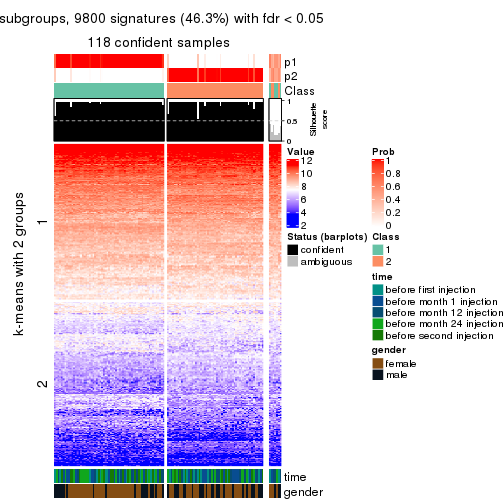 subgroups, 9800 signatures (46.3%) with fdr < 0.05
118 confident samples
p1
p2
Class
1
0.5
0
Silhouette
score
k-means with 2 groups
1
2
Value
12
10
8
6
4
2
Prob
1
0.8
0.6
0.4
0.2
0
Status (barplots)
confident
ambiguous
Class
1
2
time
before first injection
before month 1 injection
before month 12 injection
before month 24 injection
before second injection
gender
female
male
time
gender